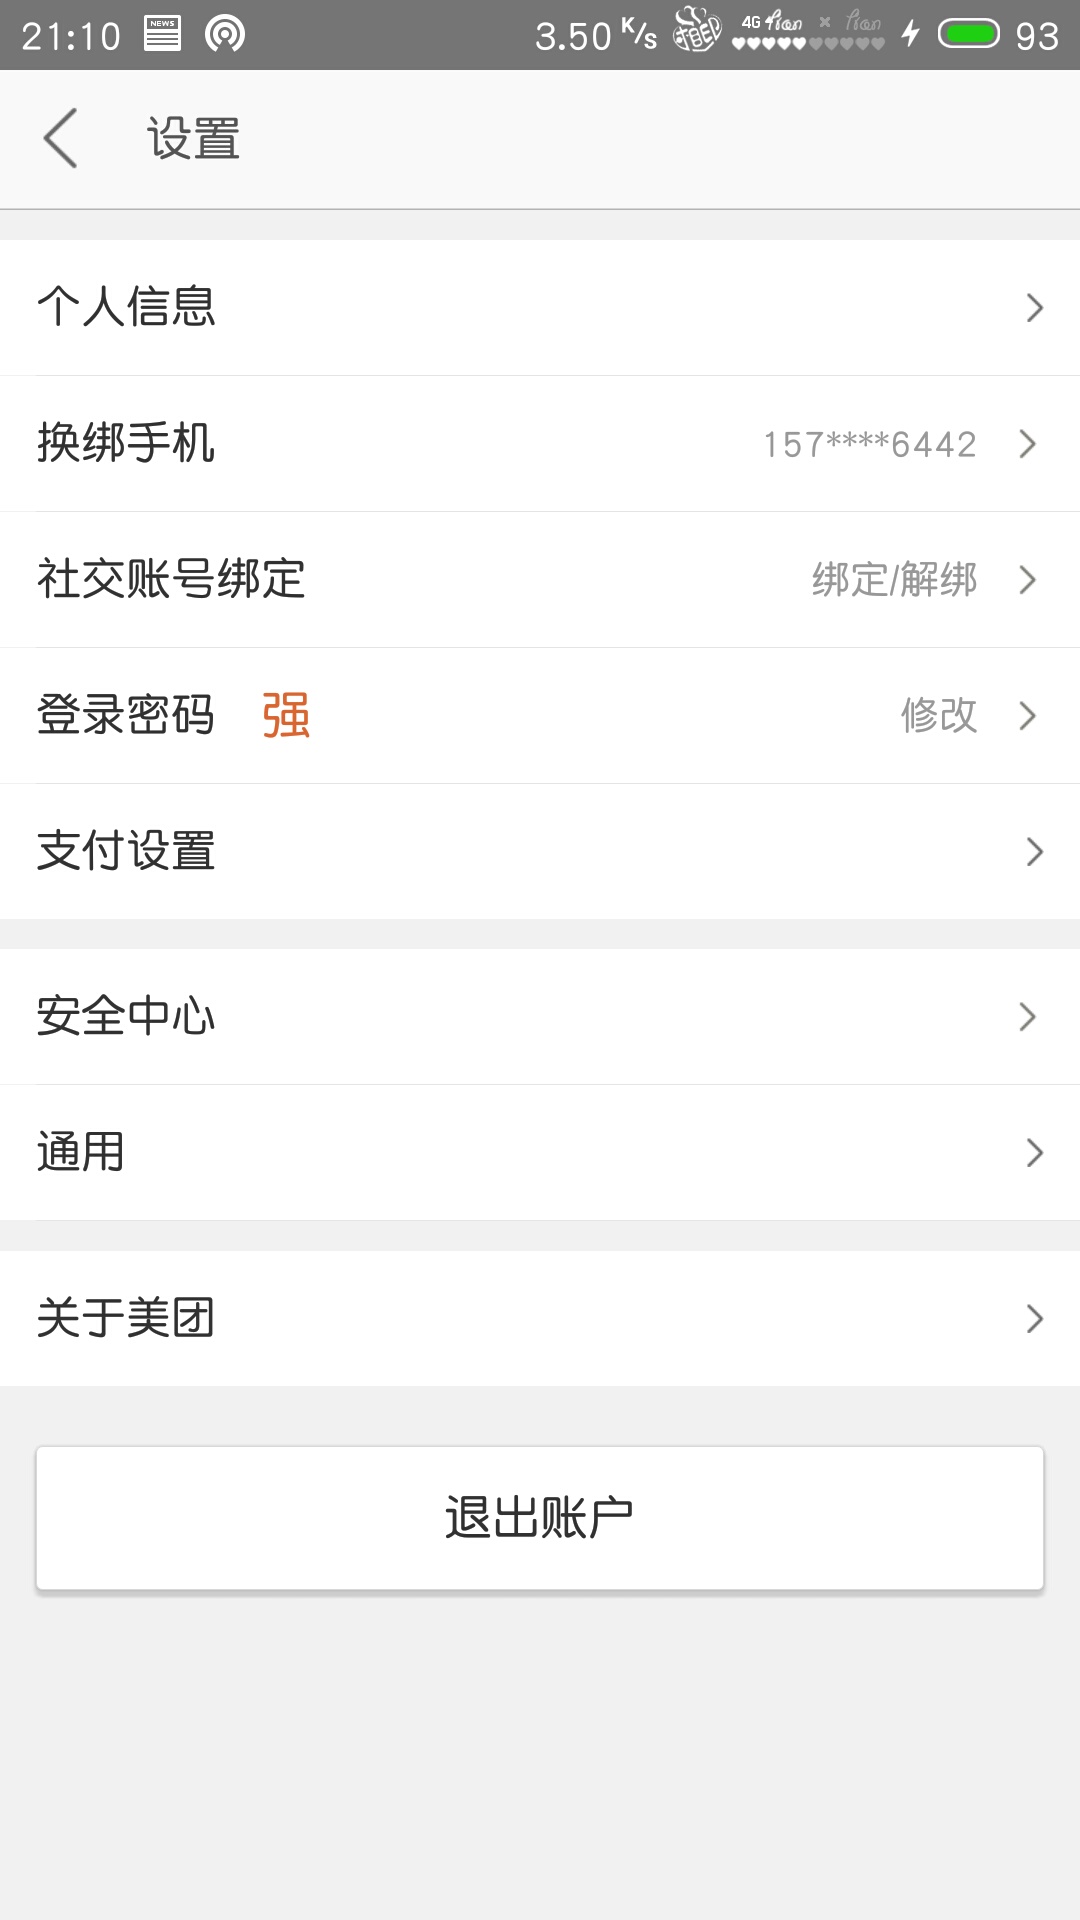 21:10 NEWS 3.50 K/s 4G 93
设置
个人信息
换绑手机 157****6442
社交账号绑定 绑定/解绑
登录密码 强 修改
支付设置
安全中心
通用
关于美团
退出账户